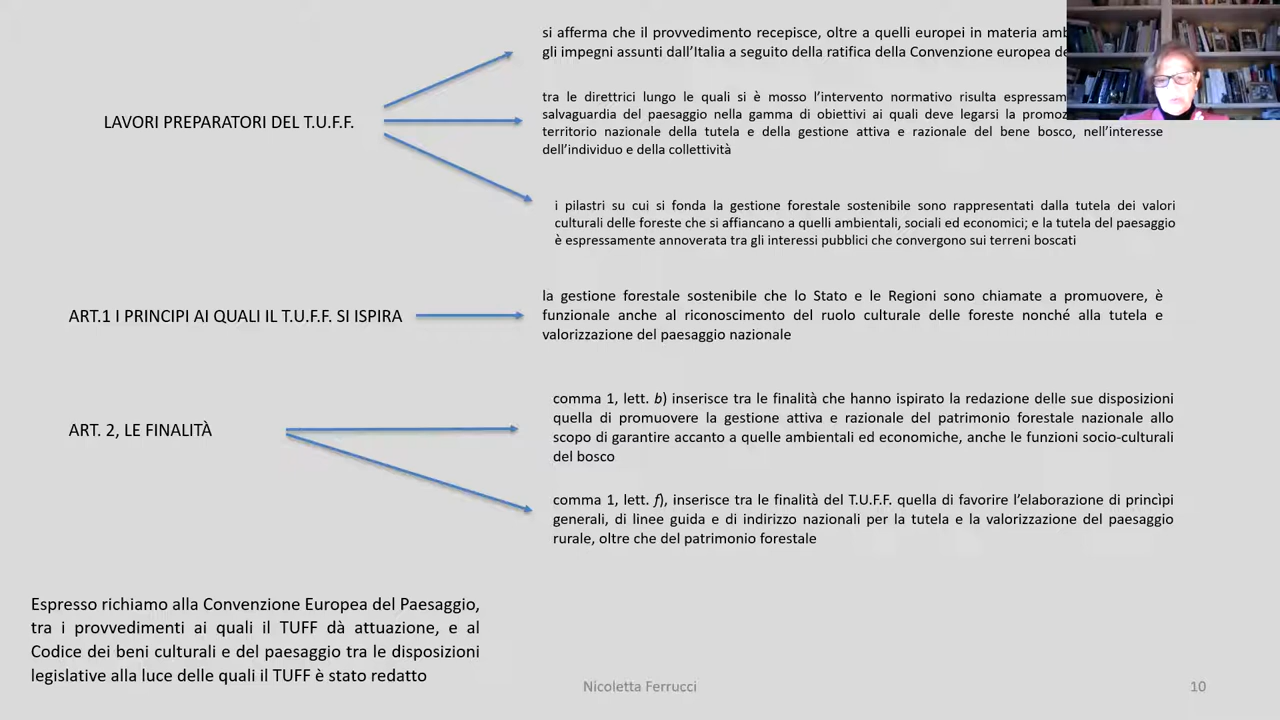 si afferma che il provvedimento recepisce, oltre a quelli europei in materia
gli impegni assunti dall’Italia a seguito della ratifica della Convenzione europea
LAVORI PREPARATORI DEL T.U.F.F.
tra le direttrici lungo le quali si è mosso l’intervento normativo risulta
salvaguardia del paesaggio nella gamma di obiettivi ai quali deve legarsi la
territorio nazionale della tutela e della gestione attiva e razionale del bene bosco, nell’interesse
dell’individuo e della collettività
i pilastri su cui si fonda la gestione forestale sostenibile sono rappresentati dalla tutela dei valori
culturali delle foreste che si affiancano a quelli ambientali, sociali ed economici; e la tutela del paesaggio
è espressamente annoverata tra gli interessi pubblici che convergono sui terreni boscati
ART.1 I PRINCIPI AI QUALI IL T.U.F.F. SI ISPIRA
la gestione forestale sostenibile che lo Stato e le Regioni sono chiamate a promuovere, è
funzionale anche al riconoscimento del ruolo culturale delle foreste nonché alla tutela e
valorizzazione del paesaggio nazionale
ART. 2, LE FINALITÀ
comma 1, lett. b) inserisce tra le finalità che hanno ispirato la redazione delle sue disposizioni
quella di promuovere la gestione attiva e razionale del patrimonio forestale nazionale allo
scopo di garantire accanto a quelle ambientali ed economiche, anche le funzioni socio-culturali
del bosco
comma 1, lett. f), inserisce tra le finalità del T.U.F.F. quella di favorire l’elaborazione di princìpi
generali, di linee guida e di indirizzo nazionali per la tutela e la valorizzazione del paesaggio
rurale, oltre che del patrimonio forestale
Espresso richiamo alla Convenzione Europea del Paesaggio,
tra i provvedimenti ai quali il TUFF dà attuazione, e al
Codice dei beni culturali e del paesaggio tra le disposizioni
legislative alla luce delle quali il TUFF è stato redatto
Nicoletta Ferrucci
10